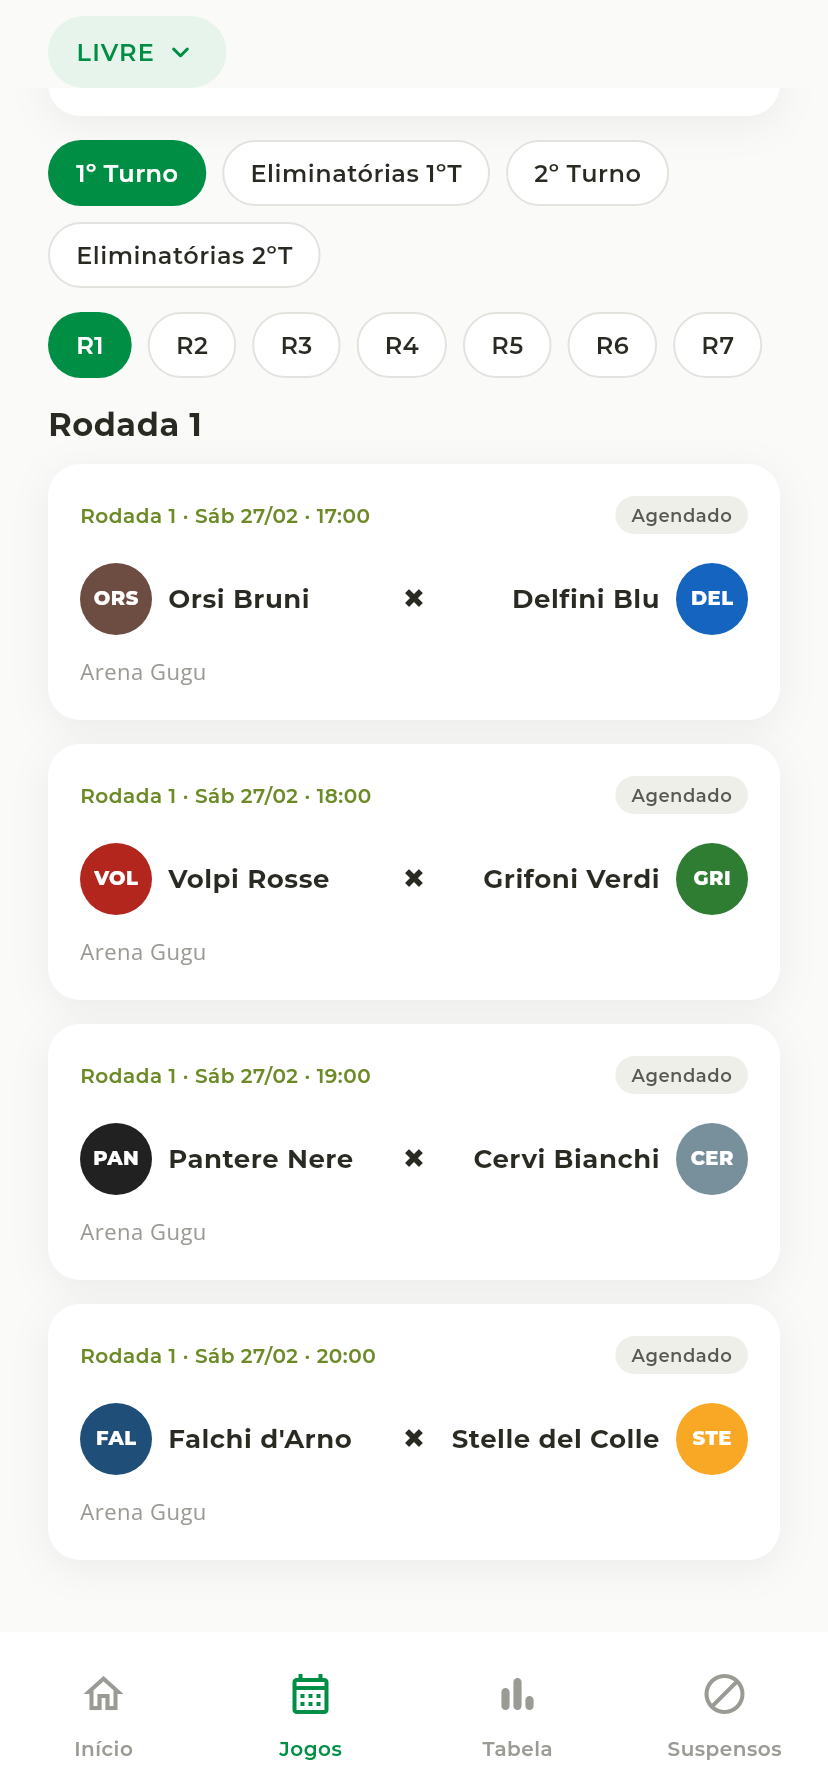 LIVRE
1º Turno Eliminatórias 1ºT 2º Turno
Eliminatórias 2ºT
R1 R2 R3 R4 R5 R6 R7
Rodada 1
Rodada 1 · Sáb 27/02 · 17:00 Agendado
ORS Orsi Bruni ✖ Delfini Blu DEL
Arena Gugu
Rodada 1 · Sáb 27/02 · 18:00 Agendado
VOL Volpi Rosse ✖ Grifoni Verdi GRI
Arena Gugu
Rodada 1 · Sáb 27/02 · 19:00 Agendado
PAN Pantere Nere ✖ Cervi Bianchi CER
Arena Gugu
Rodada 1 · Sáb 27/02 · 20:00 Agendado
FAL Falchi d'Arno ✖ Stelle del Colle STE
Arena Gugu
Início Jogos Tabela Suspensos